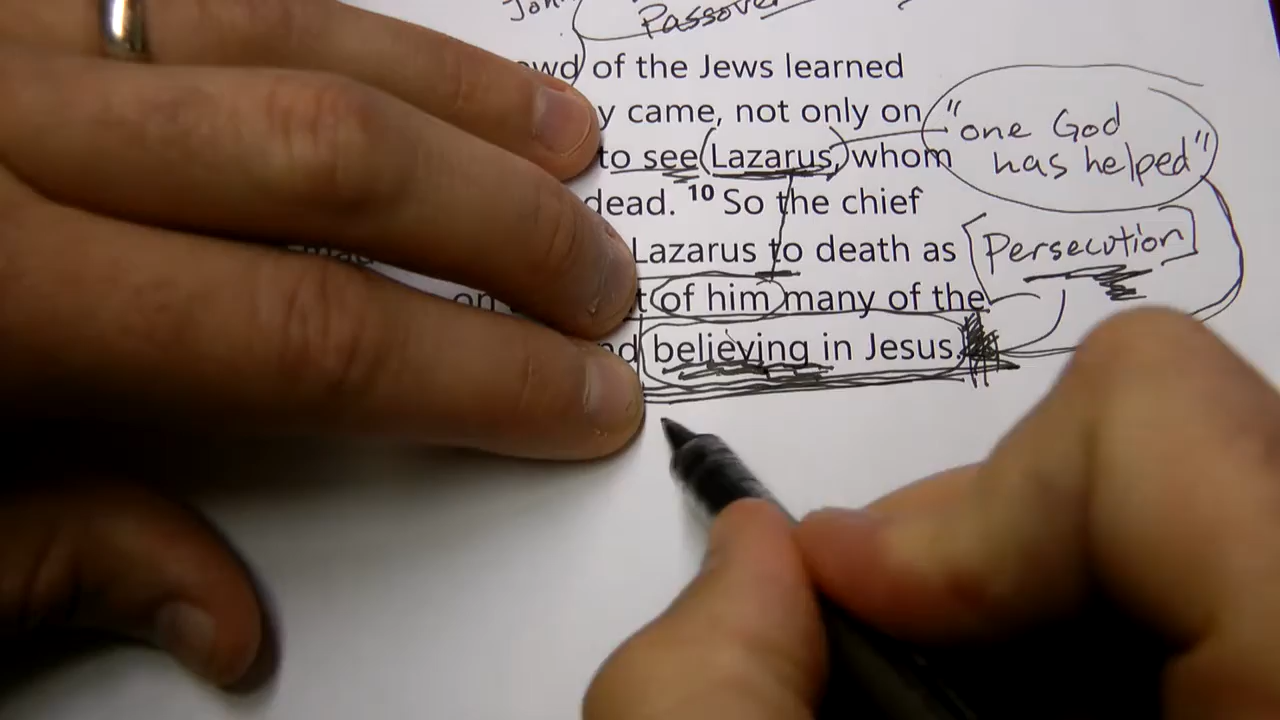 Passover
of the Jews learned
y came, not only on
to see (Lazarus,) whom
"one God
has helped"
dead. 10 So the chief
Lazarus to death as
[Persecution]
t of him many of the
nd believing in Jesus.